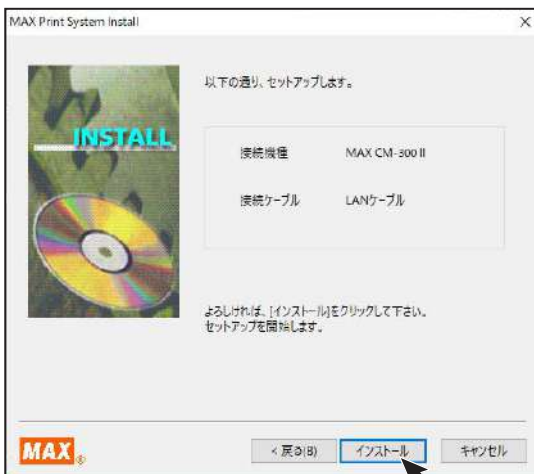 MAX Print System Install
INSTALL
以下の通り、セットアップします。
接続機種 MAX CM-300 II
接続ケーブル LANケーブル
よろしければ、[インストール]をクリックして下さい。
セットアップを開始します。
MAX®
< 戻る(B) インストール キャンセル